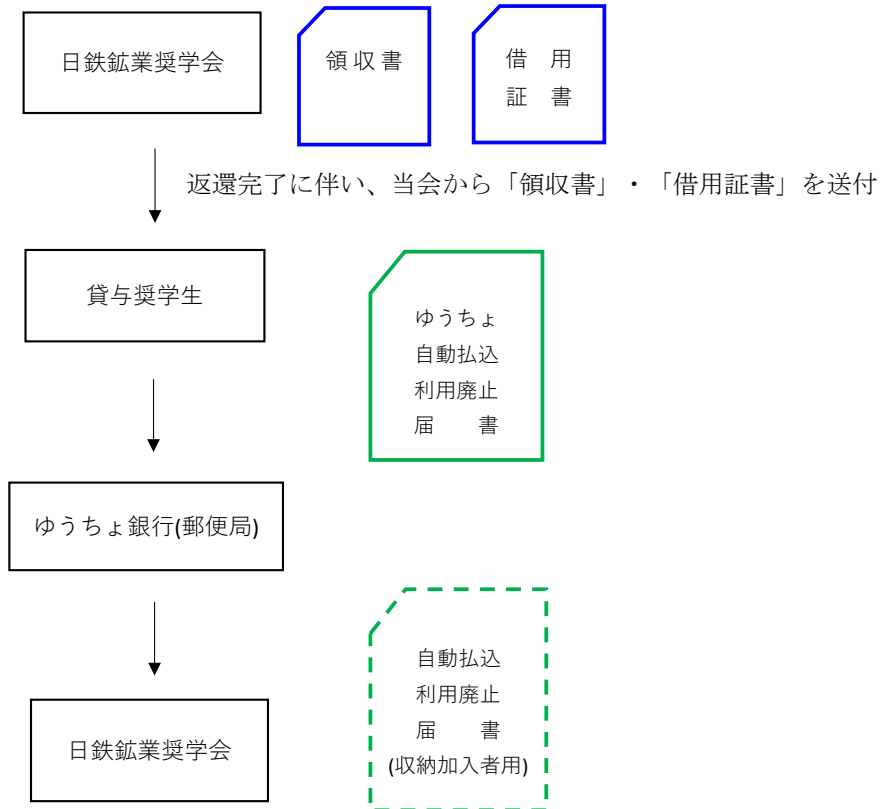 日鉄鉱業奨学会
領収書
借　用
証　書
返還完了に伴い、当会から「領収書」・「借用証書」を送付
貸与奨学生
ゆうちょ
自動払込
利用廃止
届　　書
ゆうちょ銀行(郵便局)
自動払込
利用廃止
届　　書
(収納加入者用)
日鉄鉱業奨学会